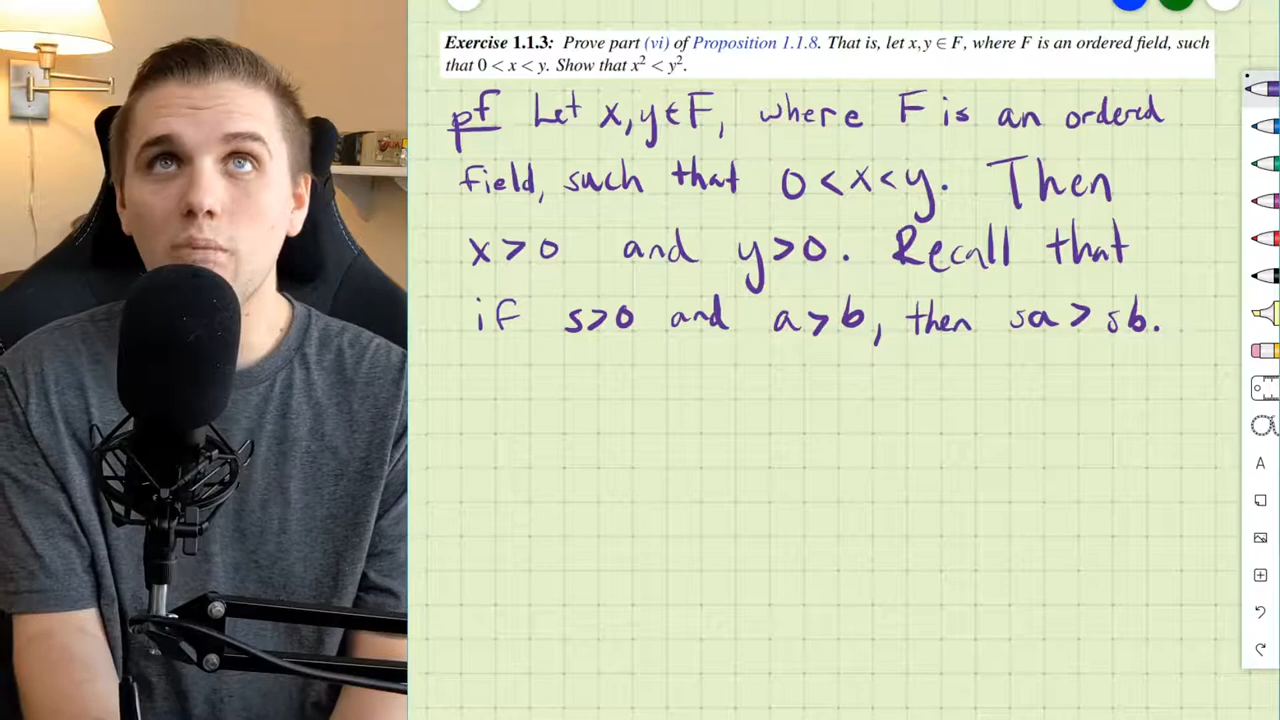 Exercise 1.1.3: Prove part (vi) of Proposition 1.1.8. That is, let x, y ∈ F, where F is an ordered field, such
that 0 < x < y. Show that x² < y².
pf Let x, y ∈ F, where F is an ordered
field, such that 0 < x < y. Then
x > 0 and y > 0. Recall that
if s > 0 and a > b, then sa > sb.
A